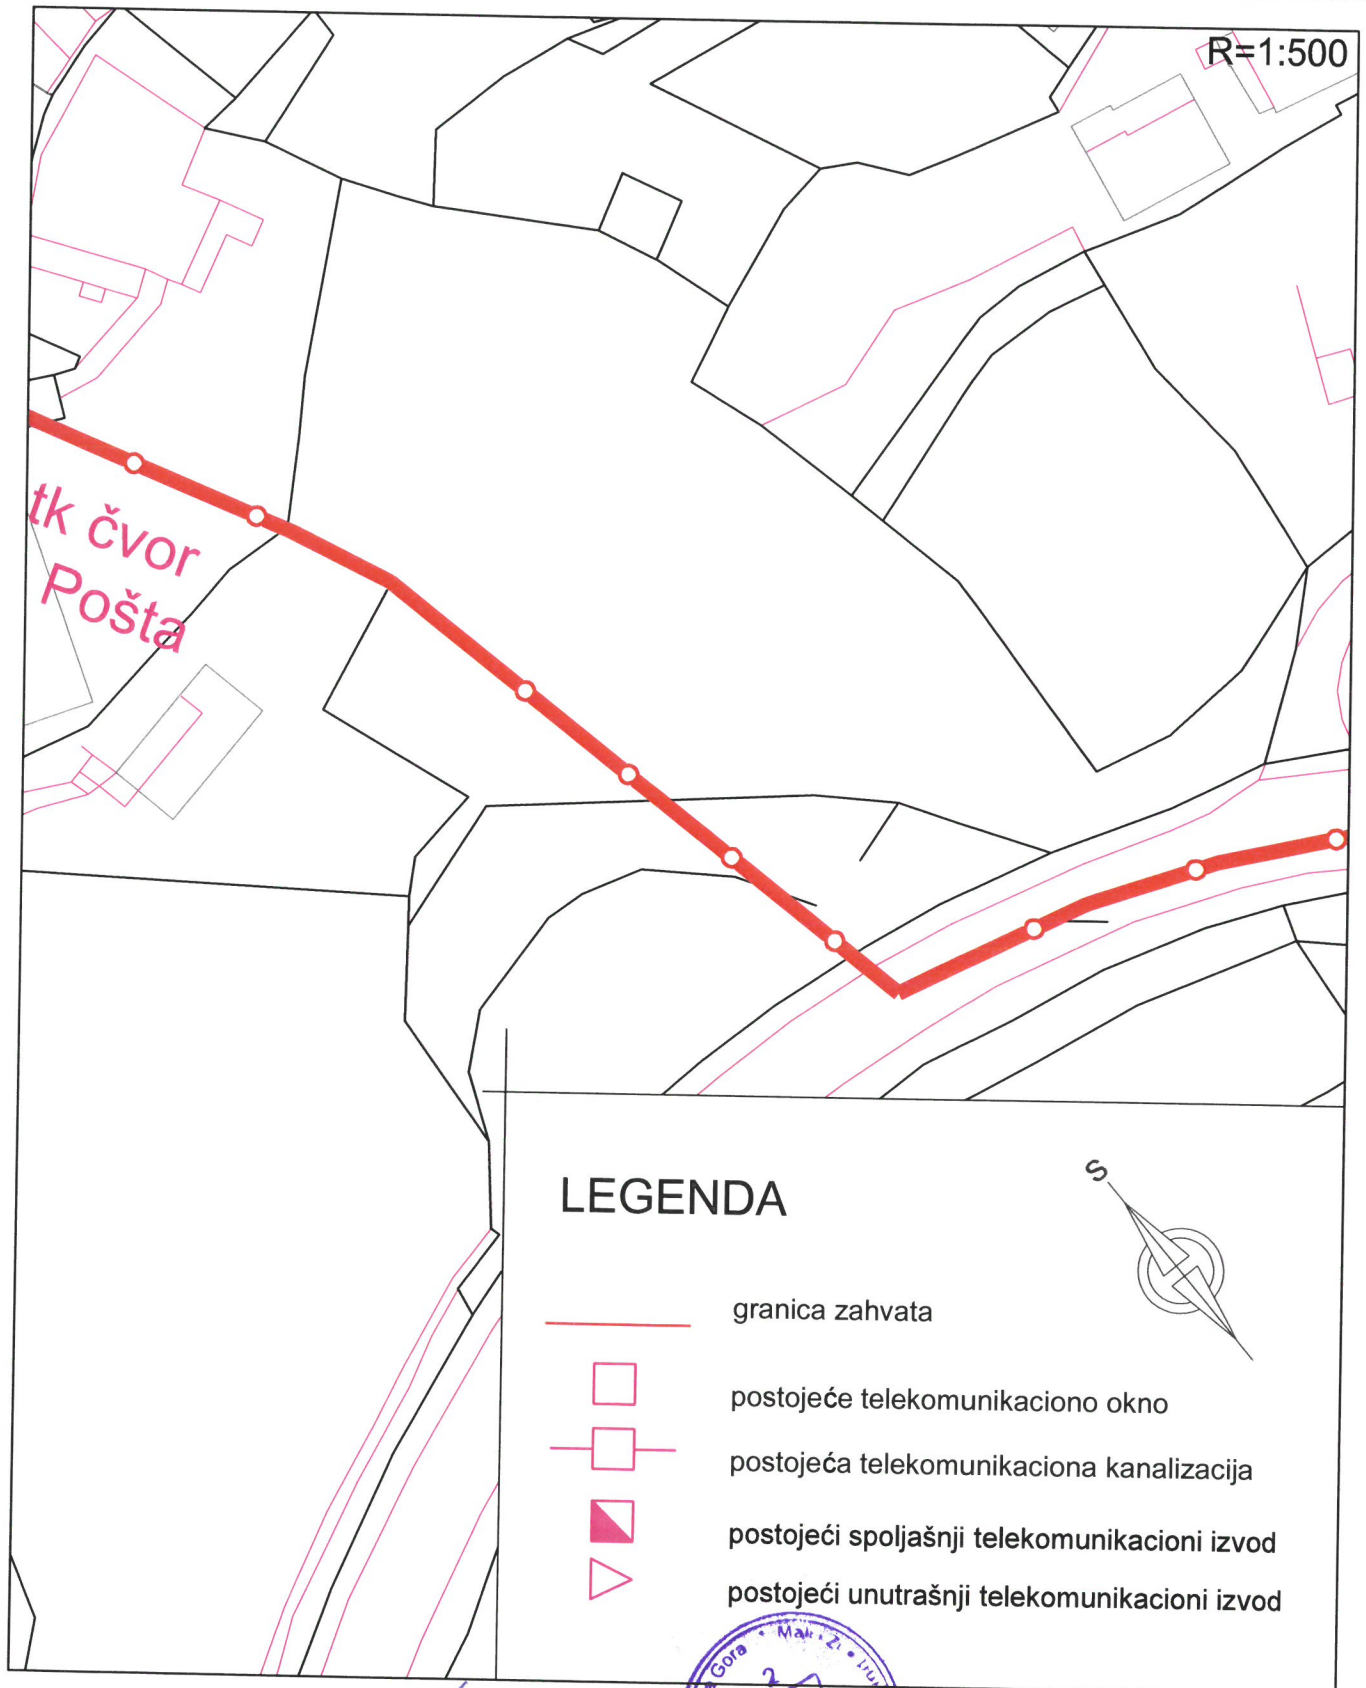 R=1:500
tk čvor
Pošta
LEGENDA
S
granica zahvata
postojeće telekomunikaciono okno
postojeća telekomunikaciona kanalizacija
postojeći spoljašnji telekomunikacioni izvod
postojeći unutrašnji telekomunikacioni izvod
Gora